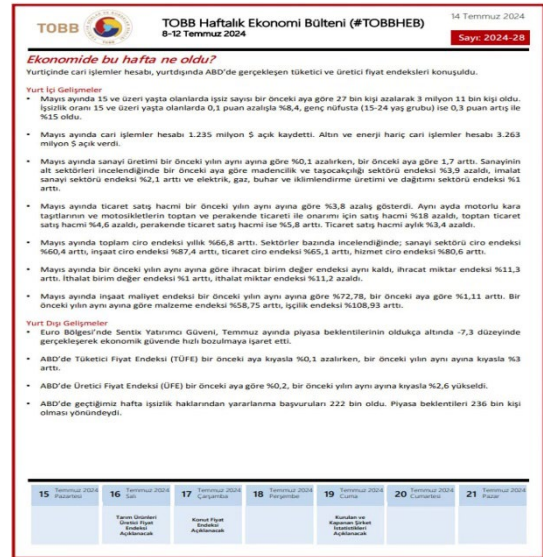 TOBB
TOBB Haftalık Ekonomi Bülteni (#TOBBHEB)
8-12 Temmuz 2024
14 Temmuz 2024
Sayı: 2024-28
Ekonomide bu hafta ne oldu?
Yurtiçinde cari işlemler hesabı, yurtdışında ABD'de gerçekleşen tüketici ve üretici fiyat endeksleri konuşuldu.
Yurt İçi Gelişmeler
• Mayıs ayında 15 ve üzeri yaşta olanlarda işsiz sayısı bir önceki aya göre 27 bin kişi azalarak 3 milyon 11 bin kişi oldu.
İşsizlik oranı 15 ve üzeri yaşta olanlarda 0,1 puan azalışla %8,4, genç nüfusta (15-24 yaş grubu) ise 0,3 puan artış ile
%15 oldu.
• Mayıs ayında cari işlemler hesabı 1.235 milyon $ açık kaydetti. Altın ve enerji hariç cari işlemler hesabı 3.263
milyon $ açık verdi.
• Mayıs ayında sanayi üretimi bir önceki yılın aynı ayına göre %0,1 azalırken, bir önceki aya göre 1,7 arttı. Sanayinin
alt sektörleri incelendiğinde bir önceki aya göre madencilik ve taşocakçılığı sektörü endeksi %3,9 azaldı, imalat
sanayi sektörü endeksi %2,1 arttı ve elektrik, gaz, buhar ve iklimlendirme üretimi ve dağıtımı sektörü endeksi %1
arttı.
• Mayıs ayında ticaret satış hacmi bir önceki yılın aynı ayına göre %3,8 azalış gösterdi. Aynı ayda motorlu kara
taşıtlarının ve motosikletlerin toptan ve perakende ticareti ile onarımı için satış hacmi %18 azaldı, toptan ticaret
satış hacmi %4,6 azaldı, perakende ticaret satış hacmi ise %5,8 arttı. Ticaret satış hacmi aylık %3,4 azaldı.
• Mayıs ayında toplam ciro endeksi yıllık %66,8 arttı. Sektörler bazında incelendiğinde; sanayi sektörü ciro endeksi
%60,4 arttı, inşaat ciro endeksi %87,4 arttı, ticaret ciro endeksi %65,1 arttı, hizmet ciro endeksi %80,6 arttı.
• Mayıs ayında bir önceki yılın aynı ayına göre ihracat birim değer endeksi aynı kaldı, ihracat miktar endeksi %11,3
arttı. İthalat birim değer endeksi %1 arttı, ithalat miktar endeksi %11,2 azaldı.
• Mayıs ayında inşaat maliyet endeksi bir önceki yılın aynı ayına göre %72,78, bir önceki aya göre %1,11 arttı. Bir
önceki yılın aynı ayına göre malzeme endeksi %58,75 arttı, işçilik endeksi %108,93 arttı.
Yurt Dışı Gelişmeler
• Euro Bölgesi'nde Sentix Yatırımcı Güveni, Temmuz ayında piyasa beklentilerinin oldukça altında -7,3 düzeyinde
gerçekleşerek ekonomik güvende hızlı bozulmaya işaret etti.
• ABD'de Tüketici Fiyat Endeksi (TÜFE) bir önceki aya kıyasla %0,1 azalırken, bir önceki yılın aynı ayına kıyasla %3
arttı.
• ABD'de Üretici Fiyat Endeksi (ÜFE) bir önceki aya göre %0,2, bir önceki yılın aynı ayına kıyasla %2,6 yükseldi.
• ABD'de geçtiğimiz hafta işsizlik haklarından yararlanma başvuruları 222 bin oldu. Piyasa beklentileri 236 bin kişi
olması yönündeydi.
15 Temmuz 2024 Pazartesi
16 Temmuz 2024 Salı
17 Temmuz 2024 Çarşamba
18 Temmuz 2024 Perşembe
19 Temmuz 2024 Cuma
20 Temmuz 2024 Cumartesi
21 Temmuz 2024 Pazar
Tarım Ürünleri
Üretici Fiyat
Endeksi
Açıklanacak
Konut Fiyat
Endeksi
Açıklanacak
Kurulan ve
Kapanan Şirket
İstatistikleri
Açıklanacak